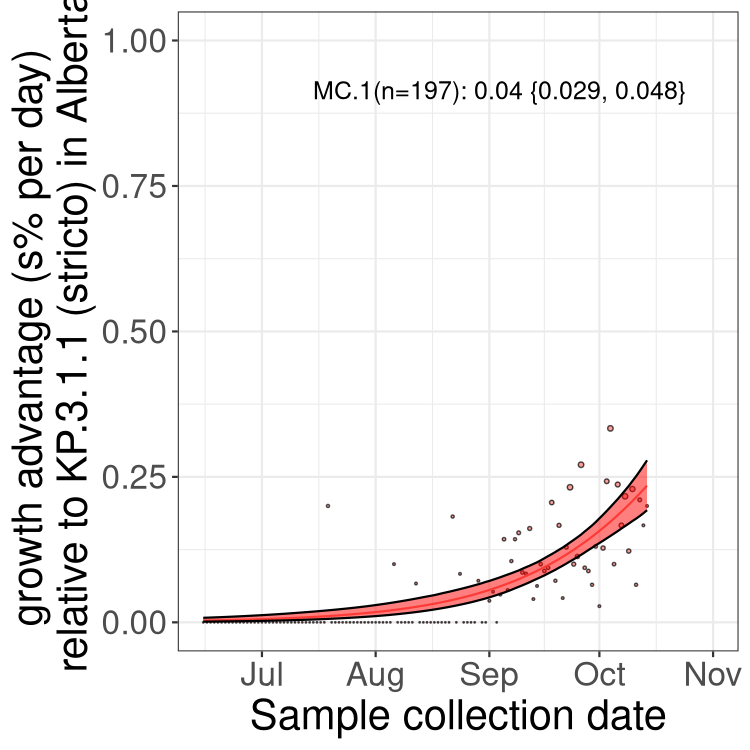 growth advantage (s% per day)
relative to KP.3.1.1 (stricto) in Alberta
1.00
0.75
0.50
0.25
0.00
MC.1(n=197): 0.04 {0.029, 0.048}
Jul Aug Sep Oct Nov
Sample collection date